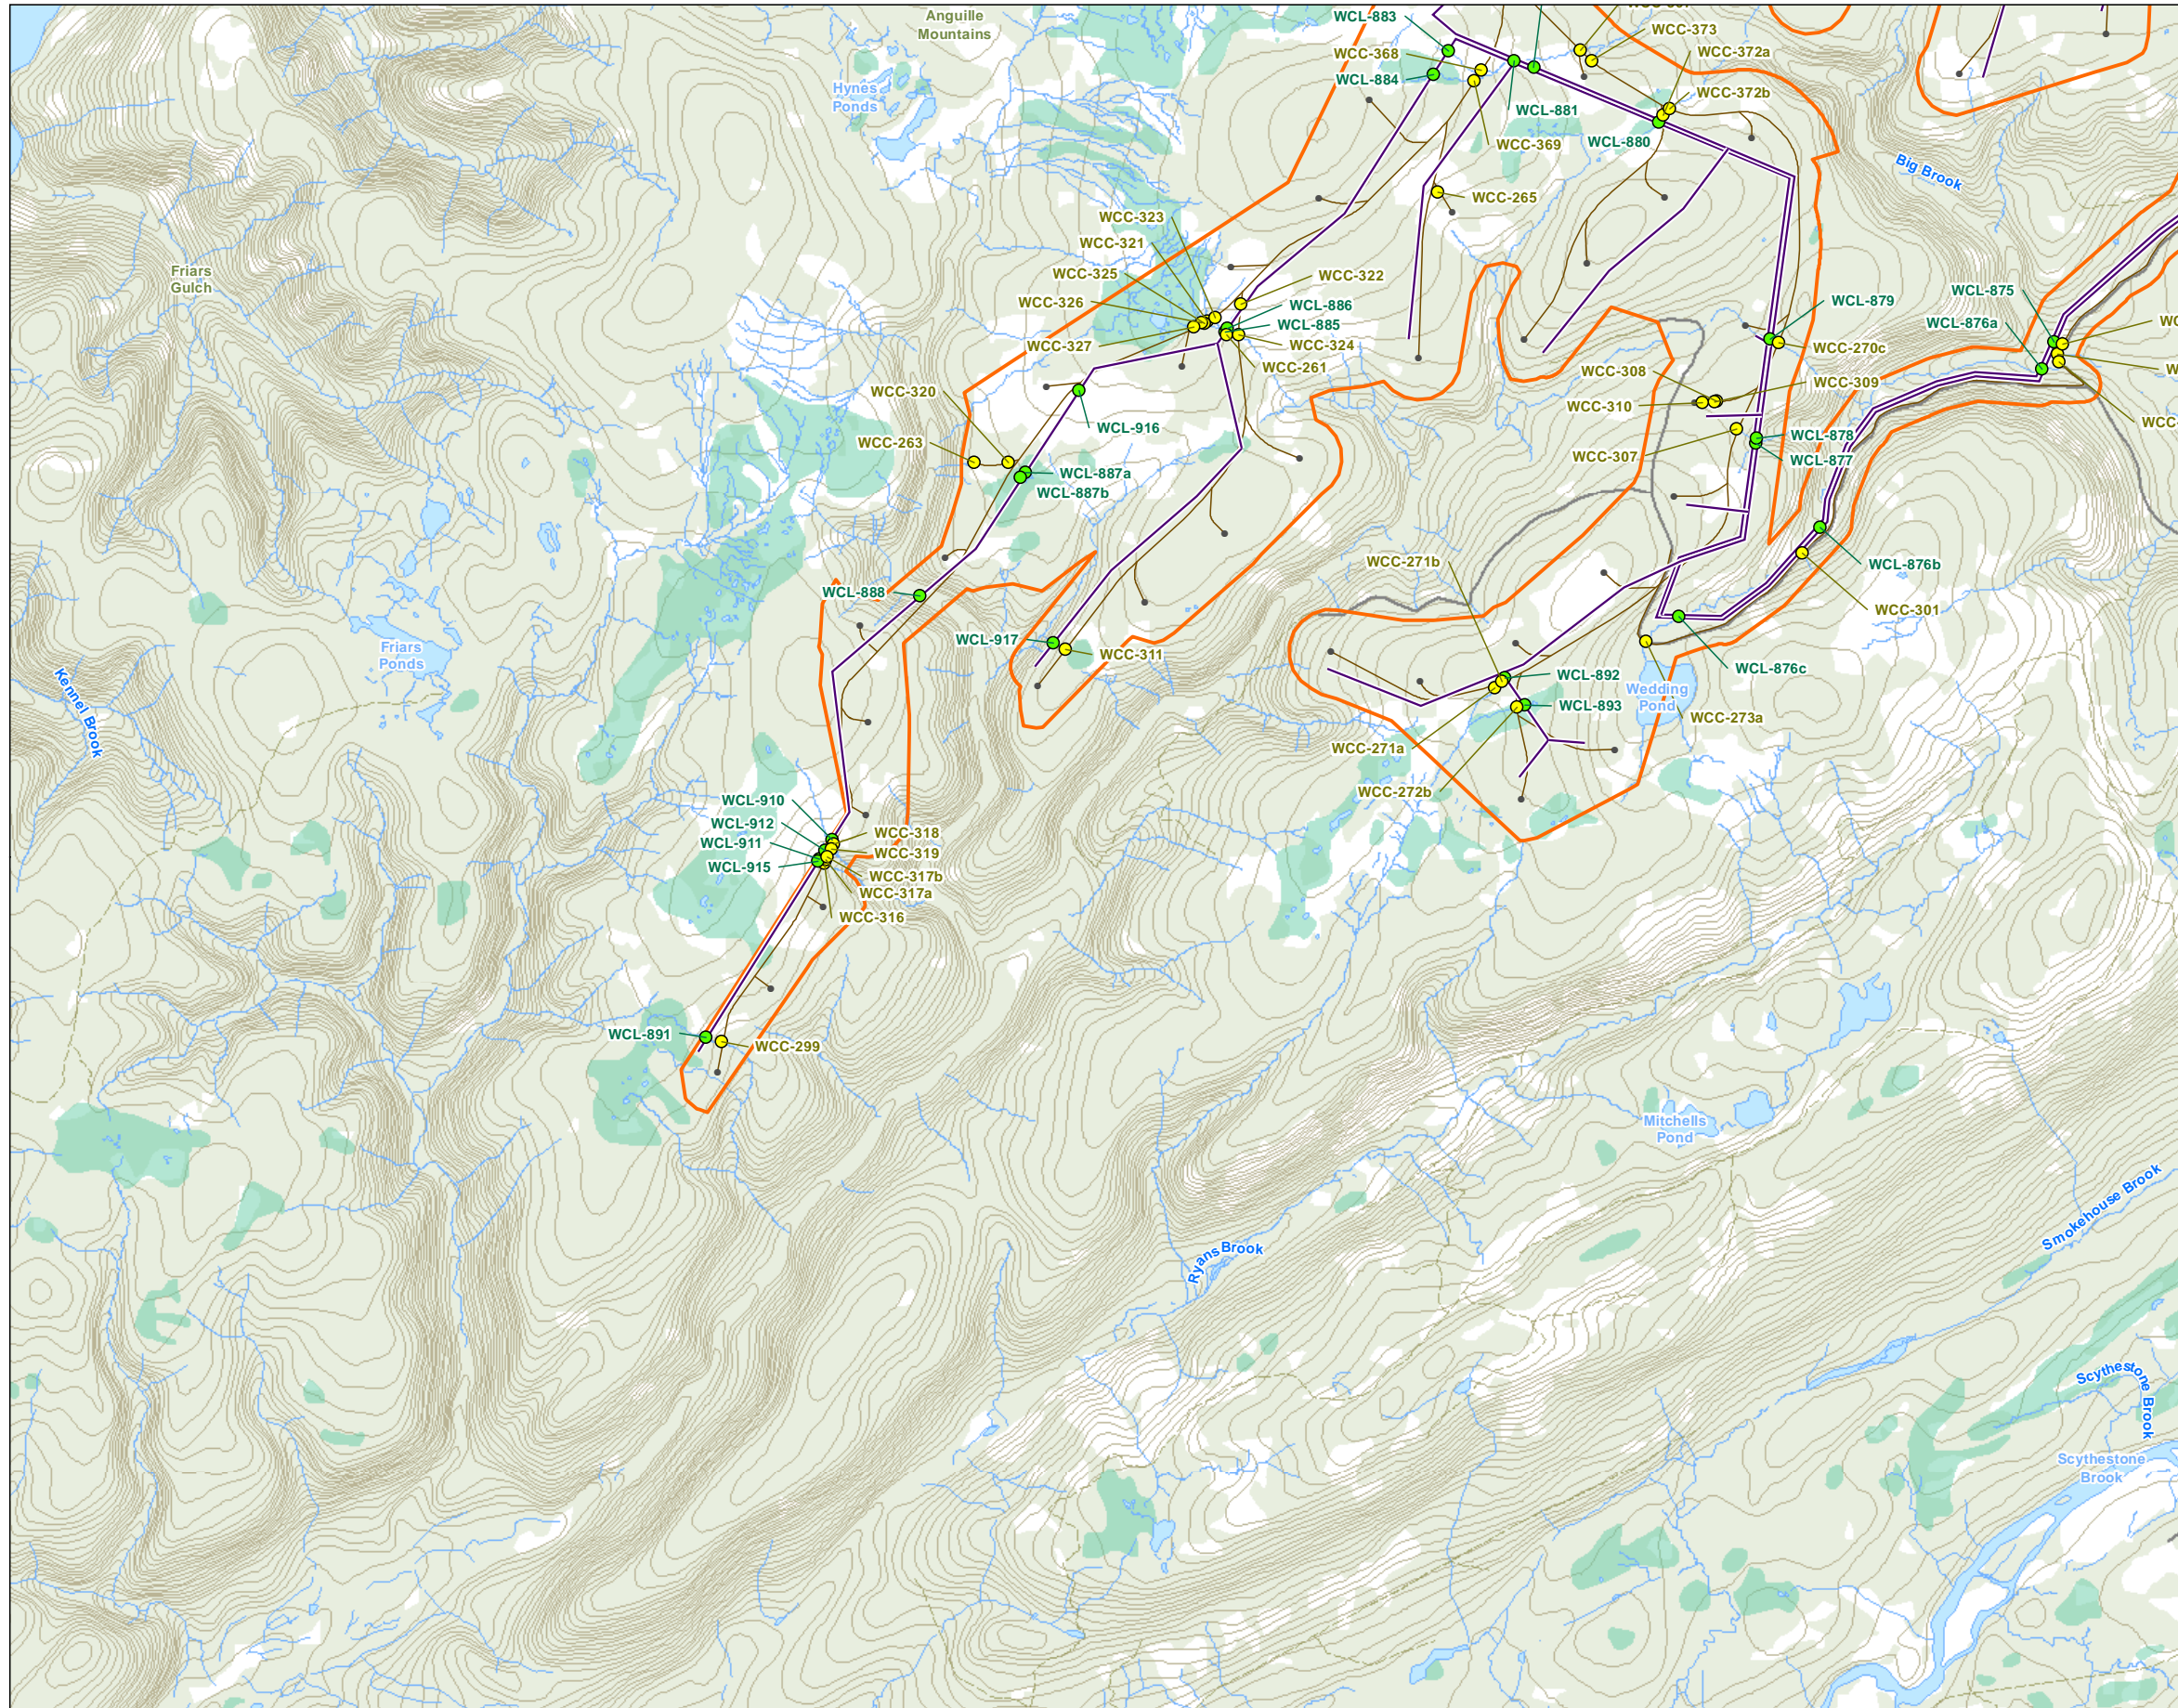 Anguille
Mountains
WCL-883
WCC-373
WCC-368
WCC-372a
WCL-884
Hynes
Ponds
WCC-372b
WCL-881
WCL-880
WCC-369
Big Brook
WCC-265
WCC-323
WCC-321
Friars
Gulch
WCC-325
WCC-322
WCC-326
WCL-886
WCL-875
WCL-879
WCL-885
WCL-876a
WCC-327
WCC-324
WCC-270c
WCC-261
WCC-308
WCC-309
WCC-320
WCC-310
WCL-916
WCC-263
WCL-878
WCC-307
WCL-877
WCL-887a
WCL-887b
WCC-271b
WCL-876b
WCL-888
WCC-301
WCL-917
WCC-311
Friars
Ponds
WCL-876c
WCL-892
Kennel Brook
Wedding
Pond
WCL-893
WCC-273a
WCC-271a
WCC-272b
WCL-910
WCL-912
WCC-318
WCL-911
WCC-319
WCL-915
WCC-317b
WCC-317a
WCC-316
WCL-891
WCC-299
Mitchells
Pond
Smokehouse Brook
Ryans Brook
Scythestone Brook
Scythestone
Brook